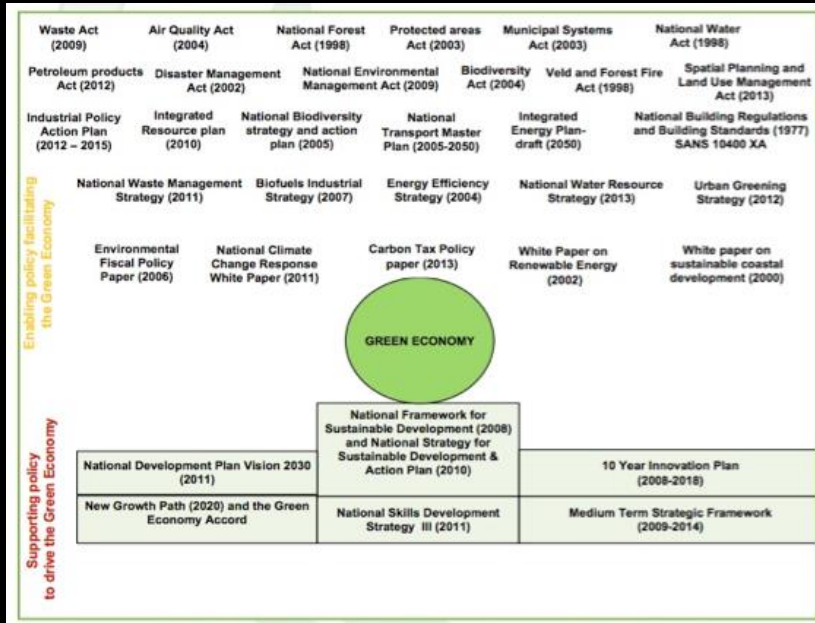 Waste Act
(2009)
Air Quality Act
(2004)
National Forest
Act (1998)
Protected areas
Act (2003)
Municipal Systems
Act (2003)
National Water
Act (1998)
Petroleum products
Act (2012)
Disaster Management
Act (2002)
National Environmental
Management Act (2009)
Biodiversity
Act (2004)
Veld and Forest Fire
Act (1998)
Spatial Planning and
Land Use Management
Act (2013)
Industrial Policy
Action Plan
(2012 – 2015)
Integrated
Resource plan
(2010)
National Biodiversity
strategy and action
plan (2005)
National
Transport Master
Plan (2005-2050)
Integrated
Energy Plan-
draft (2050)
National Building Regulations
and Building Standards (1977)
SANS 10400 XA
National Waste Management
Strategy (2011)
Biofuels Industrial
Strategy (2007)
Energy Efficiency
Strategy (2004)
National Water Resource
Strategy (2013)
Urban Greening
Strategy (2012)
Environmental
Fiscal Policy
Paper (2006)
National Climate
Change Response
White Paper (2011)
Carbon Tax Policy
paper (2013)
White Paper on
Renewable Energy
(2002)
White paper on
sustainable coastal
development (2000)
Enabling policy facilitating
the Green Economy
GREEN ECONOMY
Supporting policy
to drive the Green Economy
National Framework for
Sustainable Development (2008)
and National Strategy for
Sustainable Development &
Action Plan (2010)
National Development Plan Vision 2030
(2011)
10 Year Innovation Plan
(2008-2018)
New Growth Path (2020) and the Green
Economy Accord
National Skills Development
Strategy III (2011)
Medium Term Strategic Framework
(2009-2014)